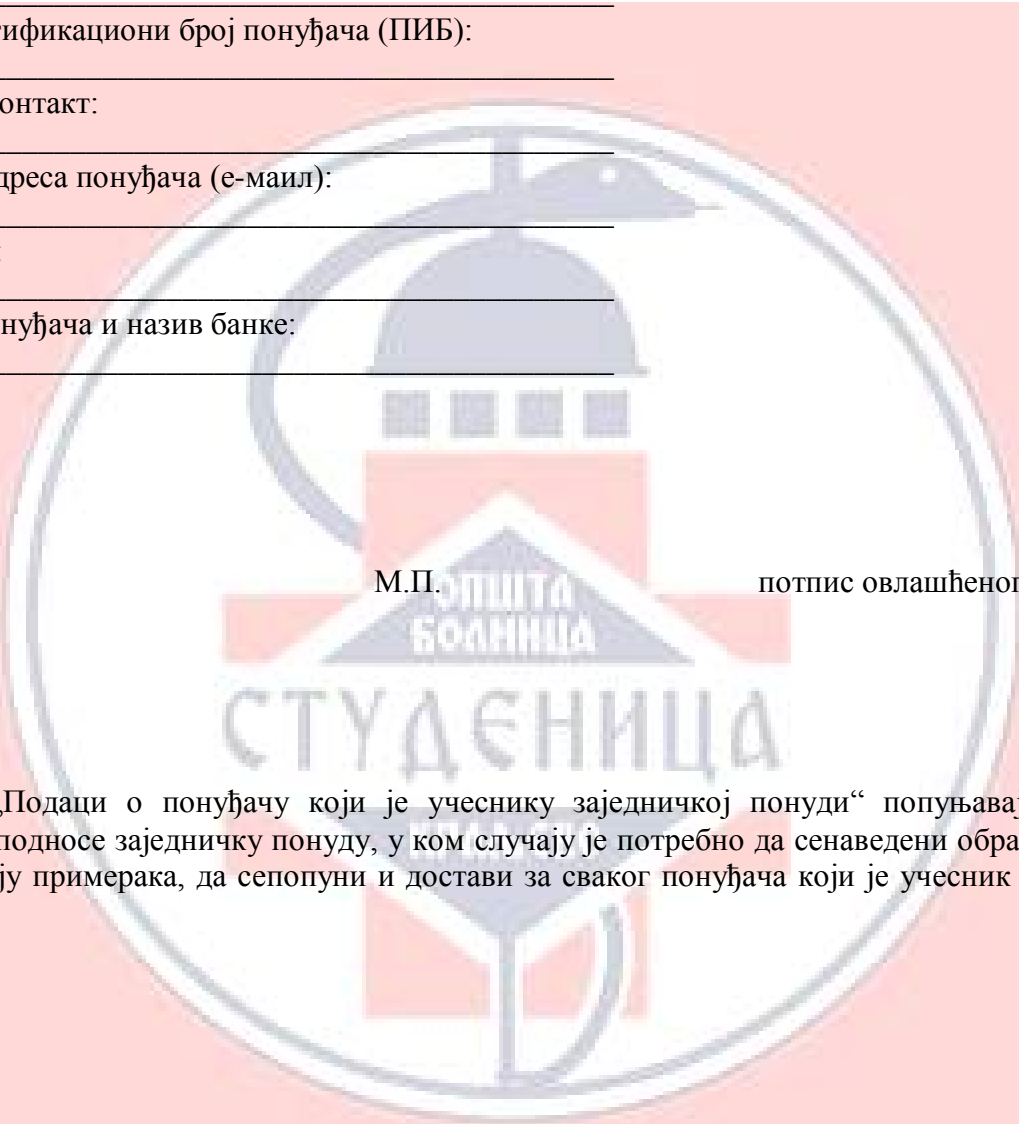 тификациони број понуђача (ПИБ):
онтакт:
дреса понуђача (е-маил):
:
нуђача и назив банке:
М.П. потпис овлашћеног
ОПШТА
БОЛНИЦА
СТУДЕНИЦА
„Подаци о понуђачу који је учеснику заједничкој понуди“ попуњавај
подносе заједничку понуду, у ком случају је потребно да сенаведени обра
ју примерака, да сепопуни и достави за сваког понуђача који је учесник